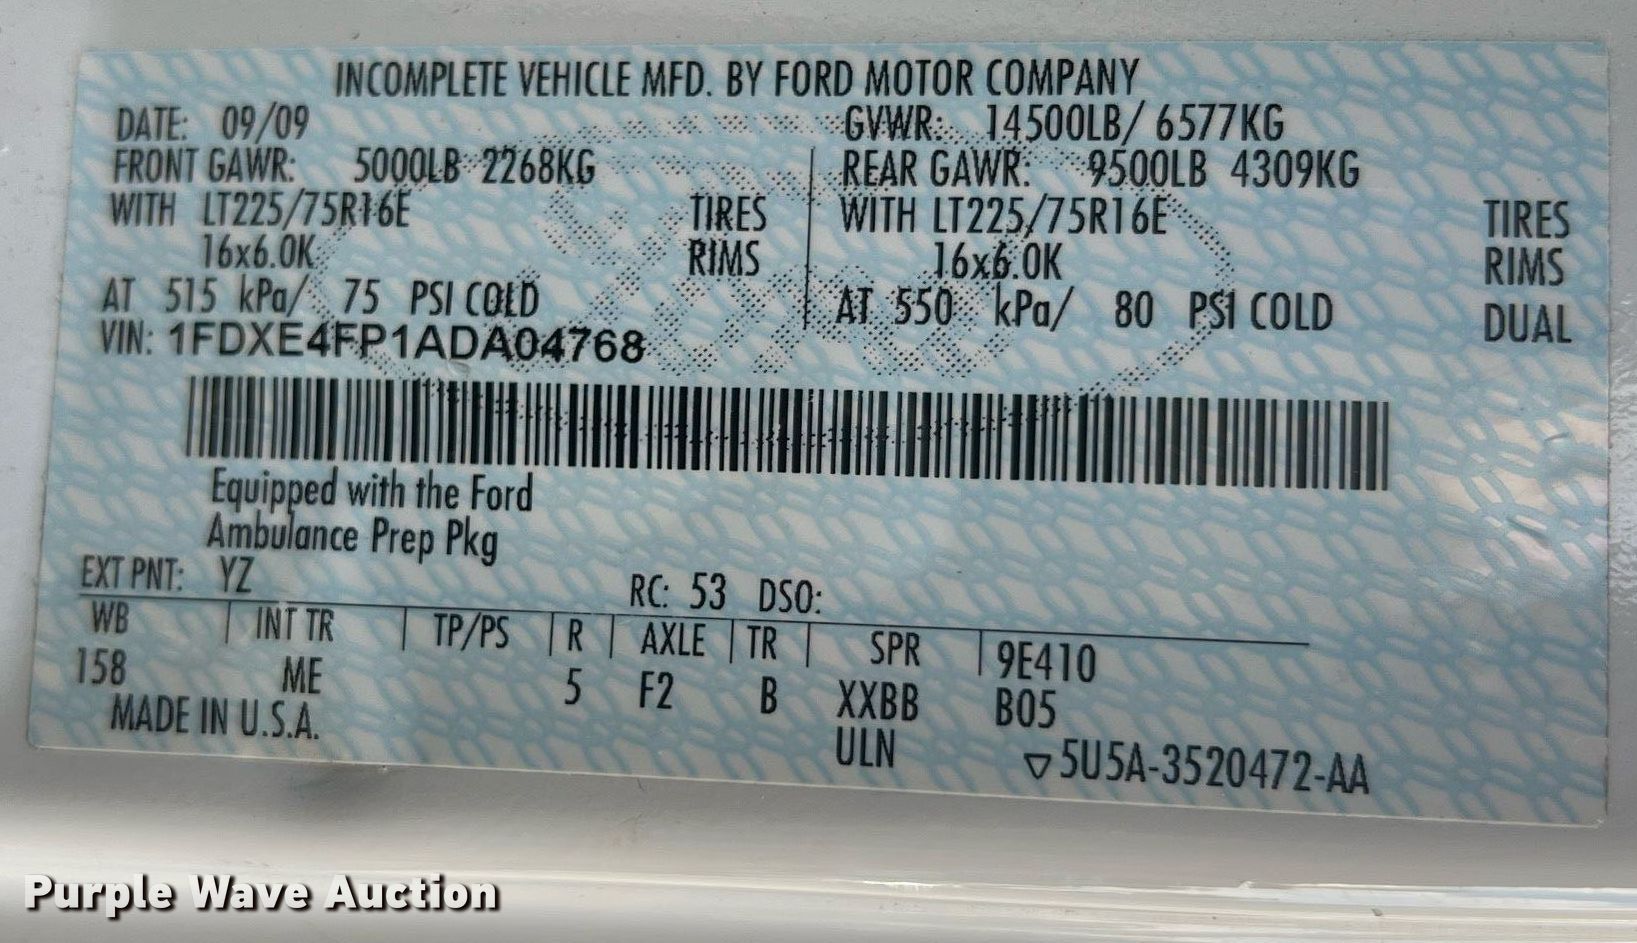 INCOMPLETE VEHICLE MFD. BY FORD MOTOR COMPANY
DATE: 09/09 GVWR: 14500LB/ 6577KG
FRONT GAWR: 5000LB 2268KG REAR GAWR: 9500LB 4309KG
WITH LT225/75R16E TIRES WITH LT225/75R16E TIRES
16x6.0K RIMS 16x6.0K RIMS
AT 515 kPa/ 75 PSI COLD AT 550 kPa/ 80 PSI COLD DUAL
VIN: 1FDXE4FP1ADA04768
Equipped with the Ford
Ambulance Prep Pkg
EXT PNT: YZ RC: 53 DSO:
WB INT TR TP/PS R AXLE TR SPR 9E410
158 ME 5 F2 B XXBB B05
MADE IN U.S.A. ULN ▽5U5A-3520472-AA
Purple Wave Auction